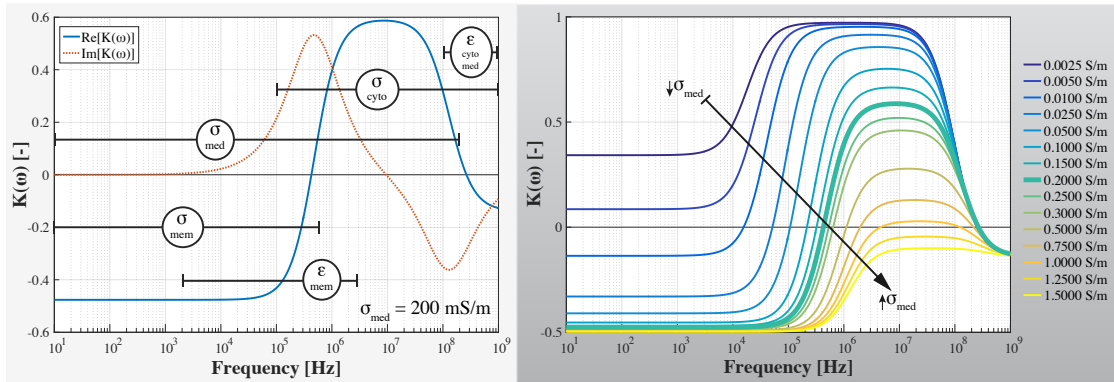 0.6
0.4
0.2
0
-0.2
-0.4
-0.6
K(ω) [-]
Re[K(ω)]
Im[K(ω)]
ε
cyto
med
σ
cyto
σ
med
σ
mem
ε
mem
σmed = 200 mS/m
10¹ 10² 10³ 10⁴ 10⁵ 10⁶ 10⁷ 10⁸ 10⁹
Frequency [Hz]
1
0.5
0
-0.5
K(ω) [-]
↓σmed
↑σmed
10¹ 10² 10³ 10⁴ 10⁵ 10⁶ 10⁷ 10⁸ 10⁹
Frequency [Hz]
0.0025 S/m
0.0050 S/m
0.0100 S/m
0.0250 S/m
0.0500 S/m
0.1000 S/m
0.1500 S/m
0.2000 S/m
0.2500 S/m
0.3000 S/m
0.5000 S/m
0.7500 S/m
1.0000 S/m
1.2500 S/m
1.5000 S/m